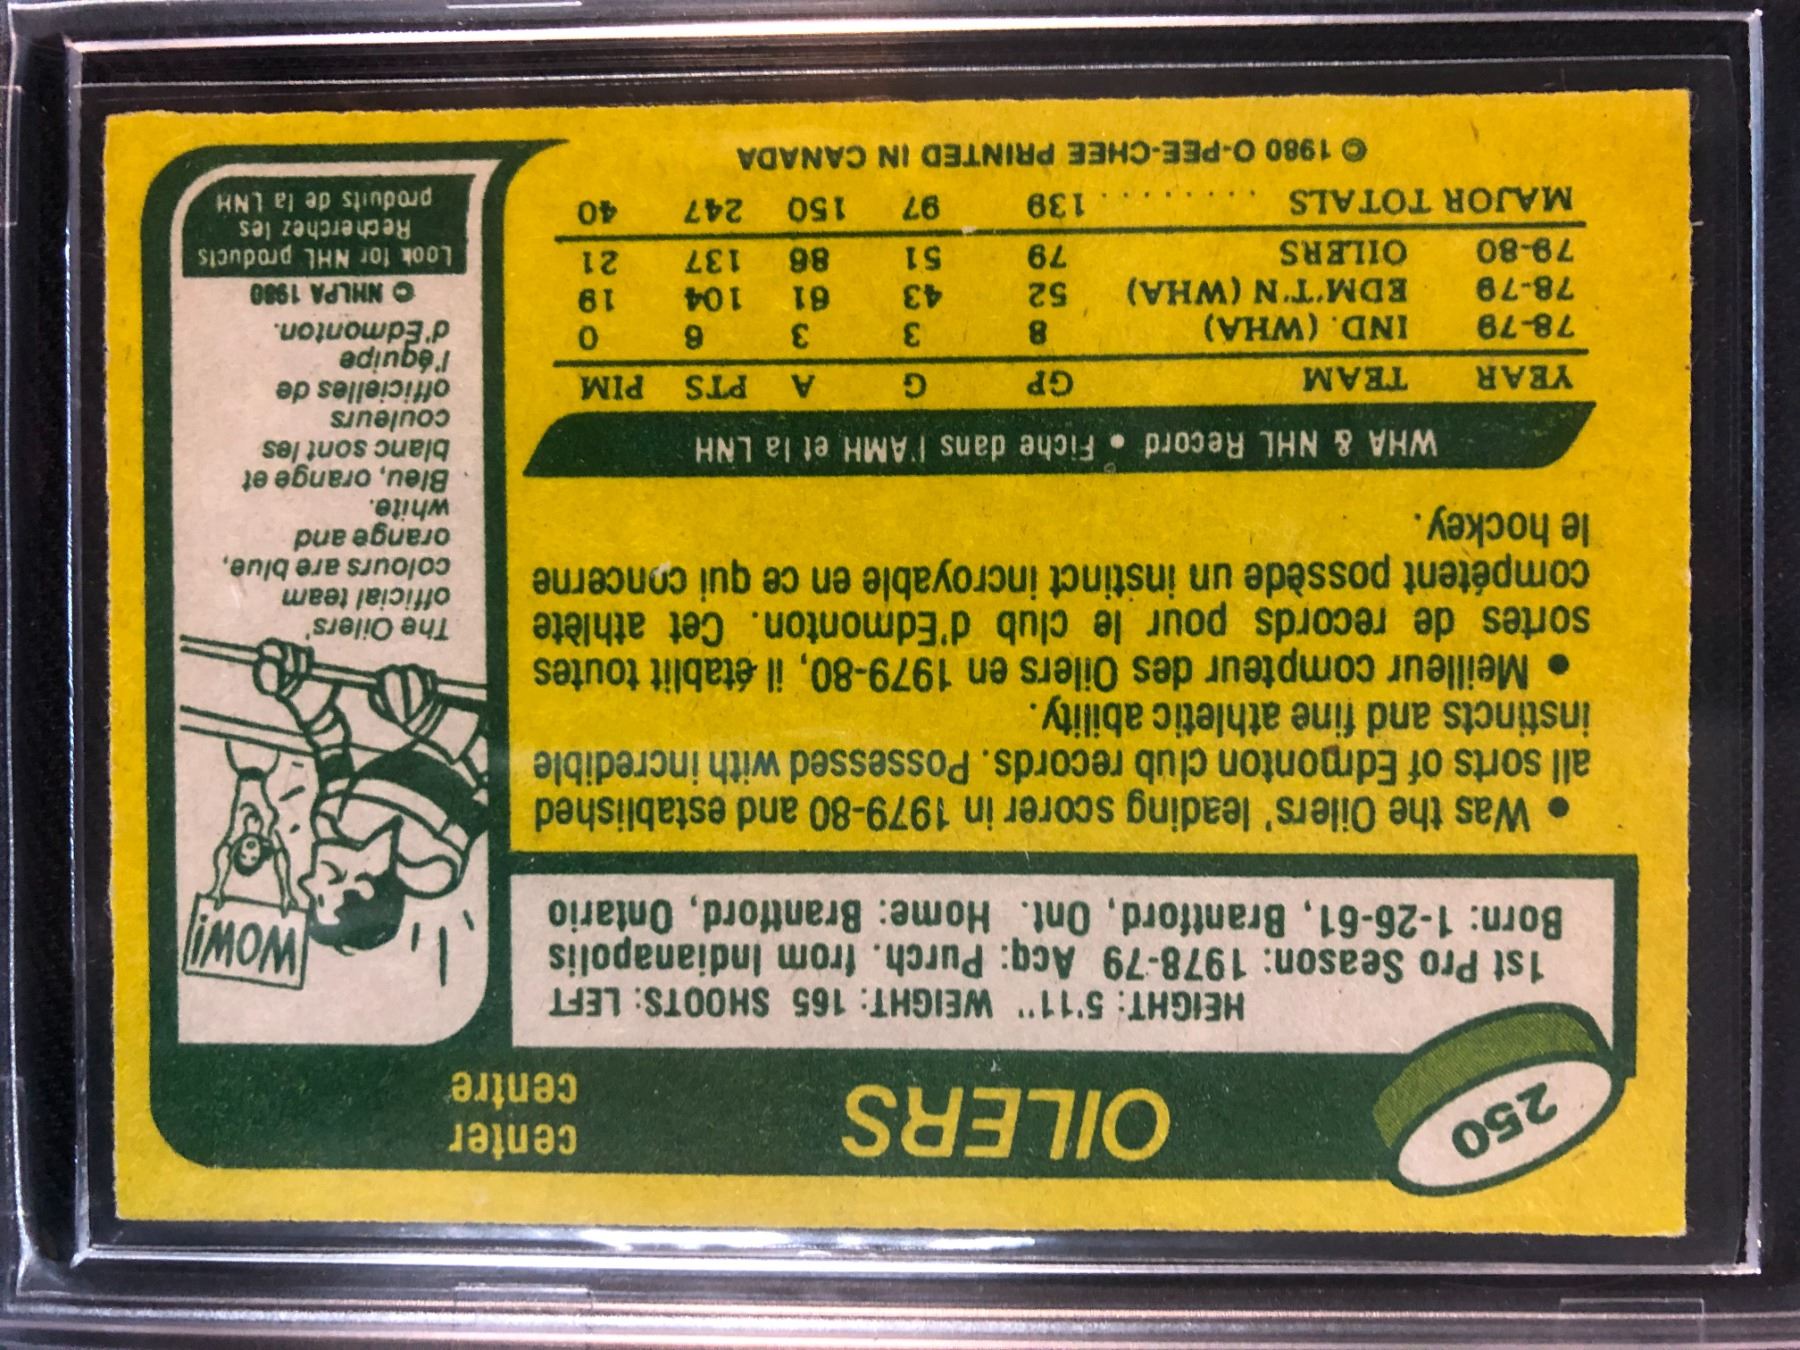 250
OILERS
center
centre
HEIGHT: 5'11" WEIGHT: 165 SHOOTS: LEFT
1st Pro Season: 1978-79 Acq: Purch. from Indianapolis
Born: 1-26-61, Brantford, Ont. Home: Brantford, Ontario
• Was the Oilers' leading scorer in 1979-80 and established
all sorts of Edmonton club records. Possessed with incredible
instincts and fine athletic ability.
• Meilleur compteur des Oilers en 1979-80, il établit toutes
sortes de records pour le club d'Edmonton. Cet athlète
compétent possède un instinct incroyable en ce qui concerne
le hockey.
WHA & NHL Record • Fiche dans l'AMH et la LNH
YEAR TEAM GP G A PTS PIM
78-79 IND. (WHA) 8 3 3 6 0
78-79 EDM'T'N (WHA) 52 43 61 104 19
79-80 OILERS 79 51 86 137 21
MAJOR TOTALS ........ 139 97 150 247 40
© 1980 O-PEE-CHEE PRINTED IN CANADA
WOW!
The Oilers'
official team
colours are blue,
orange and
white.
Bleu, orange et
blanc sont les
couleurs
officielles de
l'équipe
d'Edmonton.
© NHLPA 1980
Look for NHL products
Recherchez les
produits de la LNH